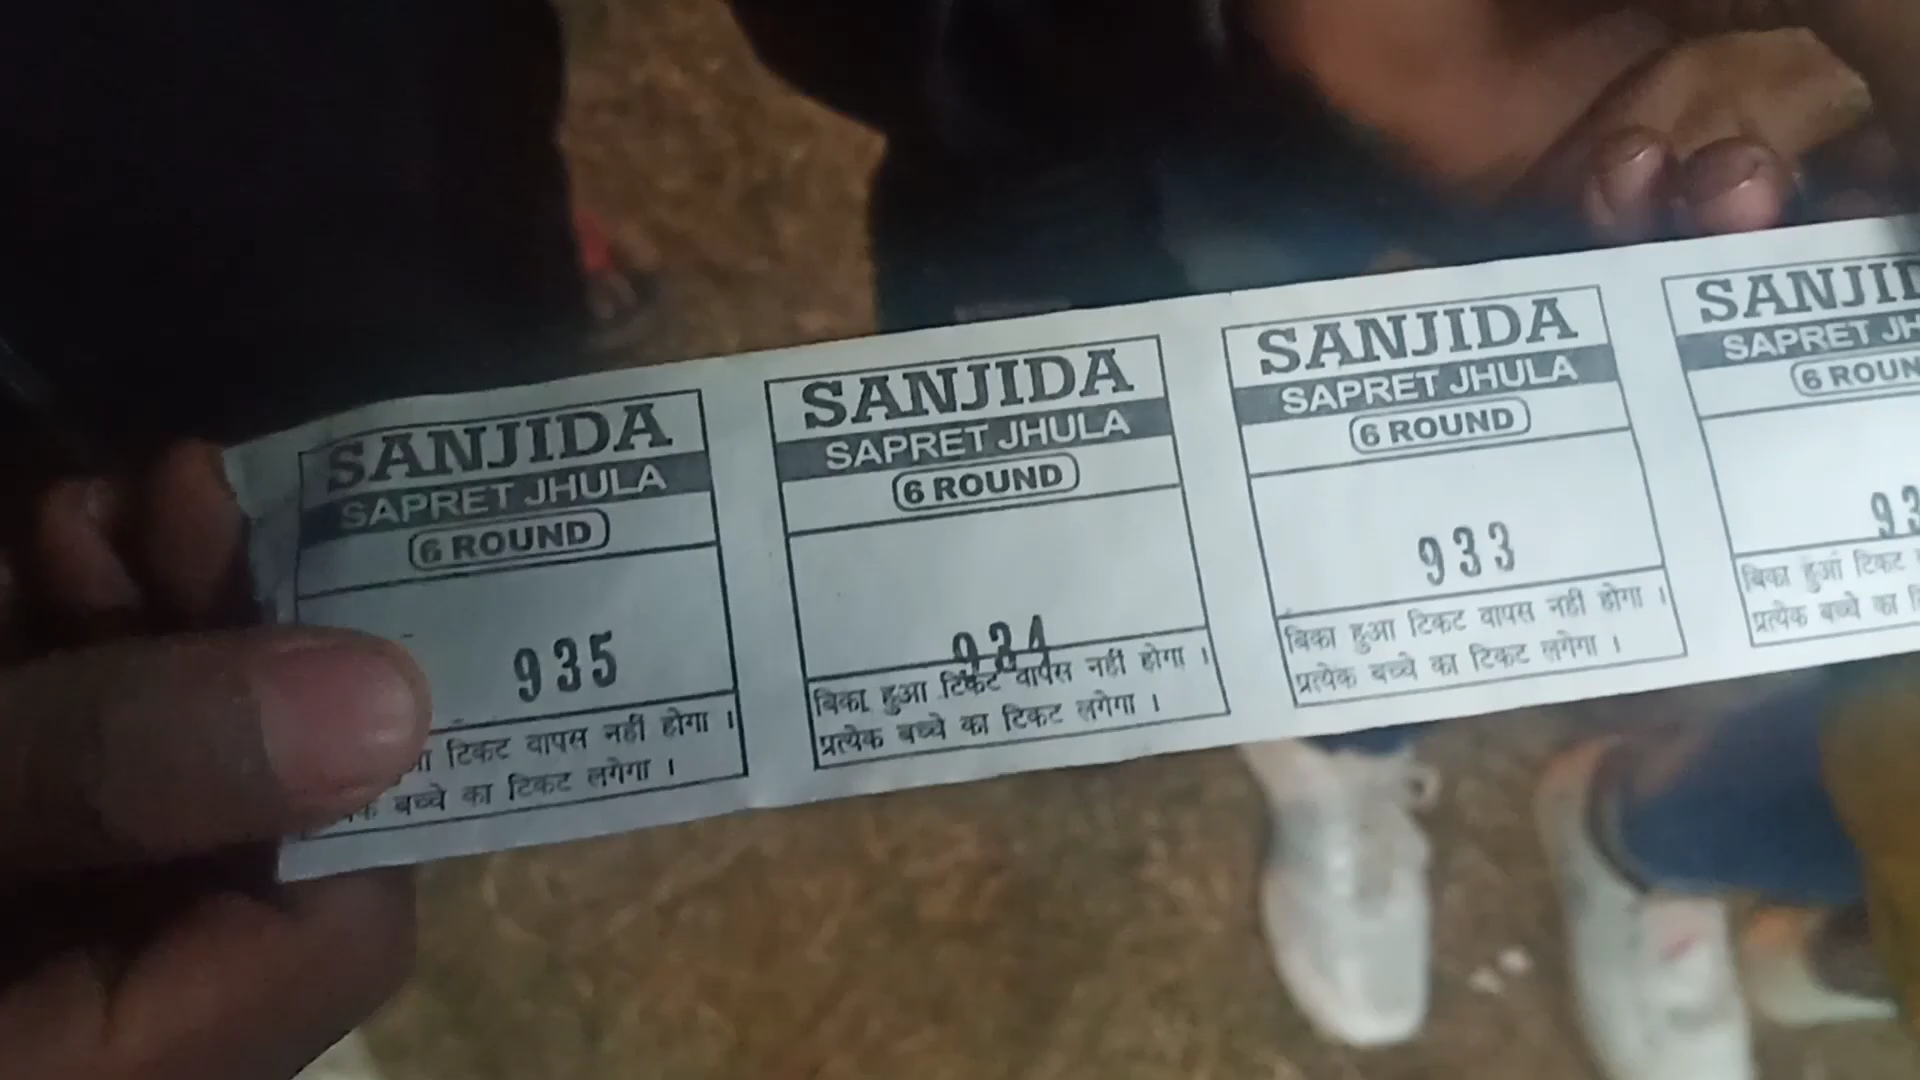 SANJIDA
SAPRET JHULA
6 ROUND
935
टिकट वापस नहीं होगा ।
बच्चे का टिकट लगेगा ।
SANJIDA
SAPRET JHULA
6 ROUND
934
बिका हुआ टिकट वापस नहीं होगा ।
प्रत्येक बच्चे का टिकट लगेगा ।
SANJIDA
SAPRET JHULA
6 ROUND
933
बिका हुआ टिकट वापस नहीं होगा ।
प्रत्येक बच्चे का टिकट लगेगा ।
SANJID
SAPRET JH
6 ROUN
93
बिका हुआ टिकट
प्रत्येक बच्चे का